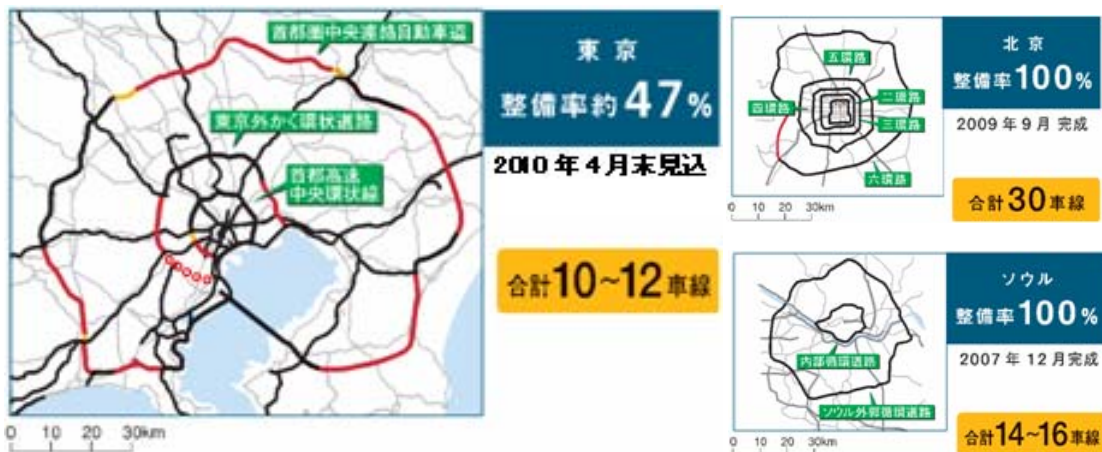 首都圏中央連絡自動車道
東京外かく環状道路
首都高速
中央環状線
0 10 20 30km
東京
整備率約47%
2010年4月末見込
合計10~12車線
五環路
四環路
二環路
三環路
六環路
0 10 20 30km
北京
整備率100%
2009年9月 完成
合計30車線
内部循環道路
ソウル外郭循環道路
0 10 20 30km
ソウル
整備率100%
2007年12月完成
合計14~16車線